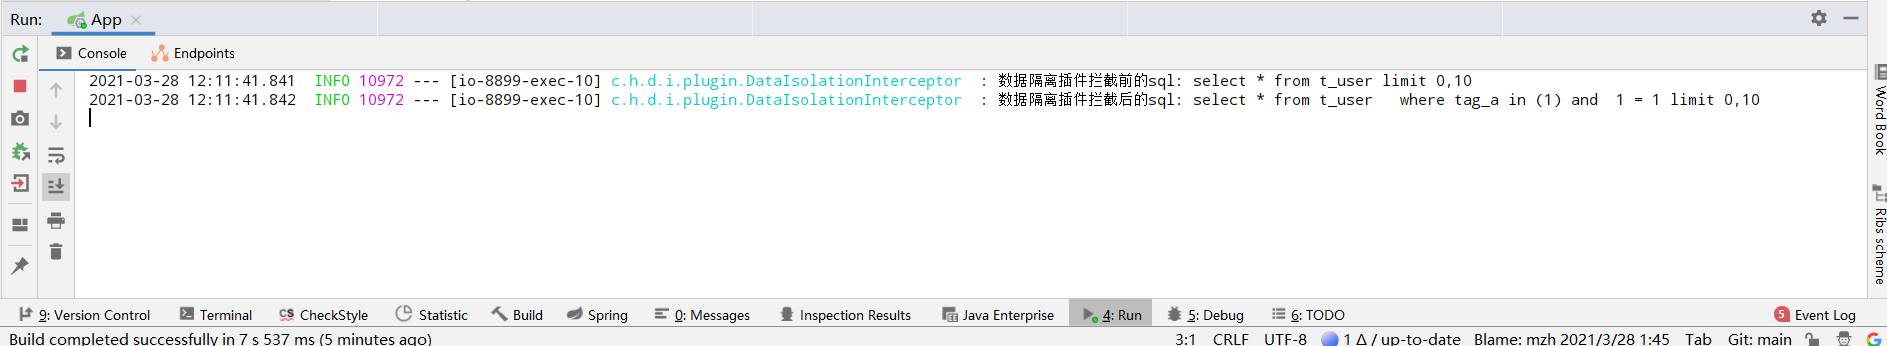 Run: App
Console Endpoints
2021-03-28 12:11:41.841  INFO 10972 --- [io-8899-exec-10] c.h.d.i.plugin.DataIsolationInterceptor  : 数据隔离插件拦截前的sql: select * from t_user limit 0,10
2021-03-28 12:11:41.842  INFO 10972 --- [io-8899-exec-10] c.h.d.i.plugin.DataIsolationInterceptor  : 数据隔离插件拦截后的sql: select * from t_user   where tag_a in (1) and  1 = 1 limit 0,10
Word Book
Ribs scheme
9: Version Control Terminal CS CheckStyle Statistic Build Spring 0: Messages Inspection Results Java Enterprise 4: Run 5: Debug 6: TODO 5 Event Log
Build completed successfully in 7 s 537 ms (5 minutes ago) 3:1 CRLF UTF-8 1 Δ / up-to-date Blame: mzh 2021/3/28 1:45 Tab Git: main